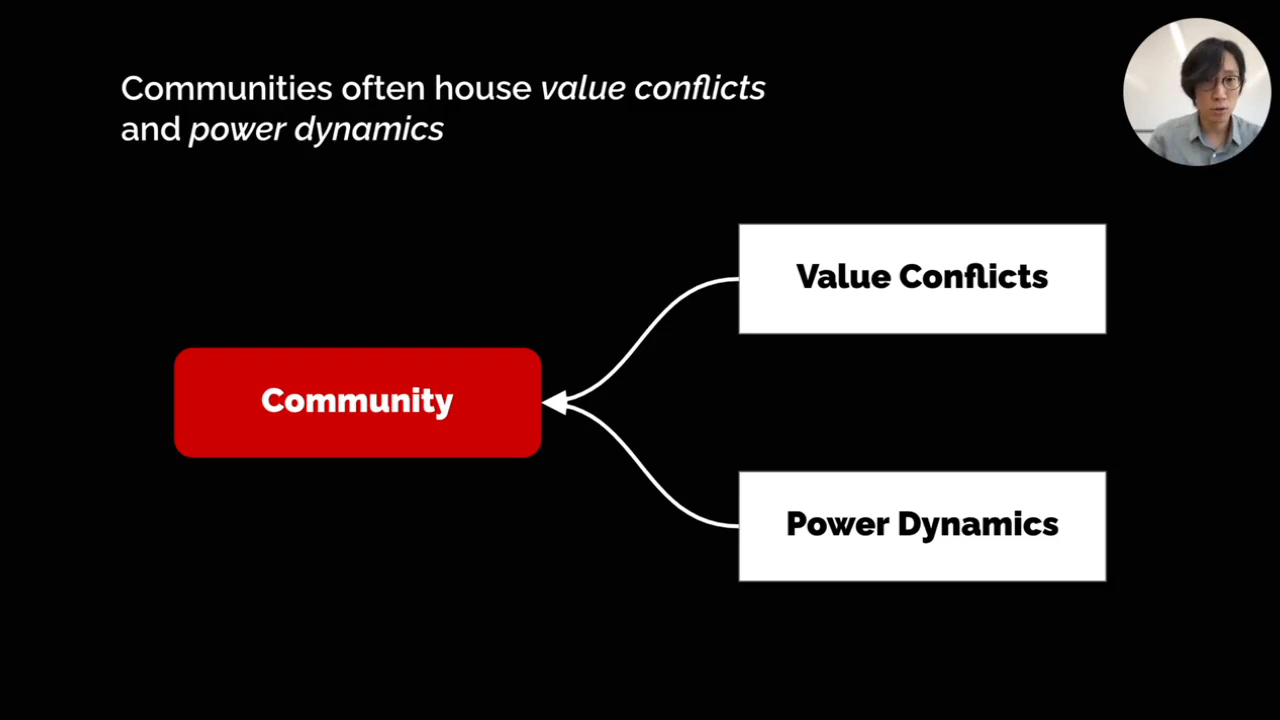 Communities often house value conflicts
and power dynamics
Value Conflicts
Community
Power Dynamics